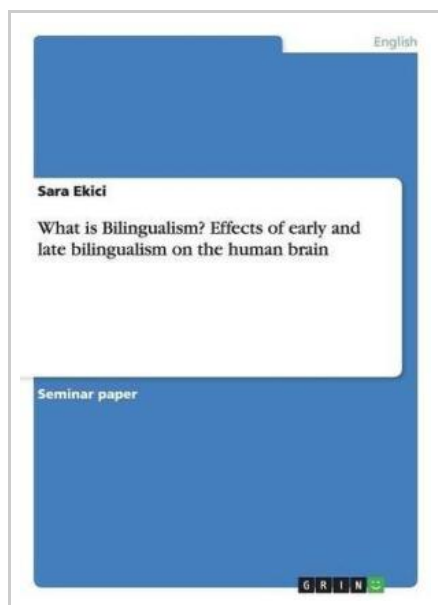 English
Sara Ekici
What is Bilingualism? Effects of early and
late bilingualism on the human brain
Seminar paper
GRIN